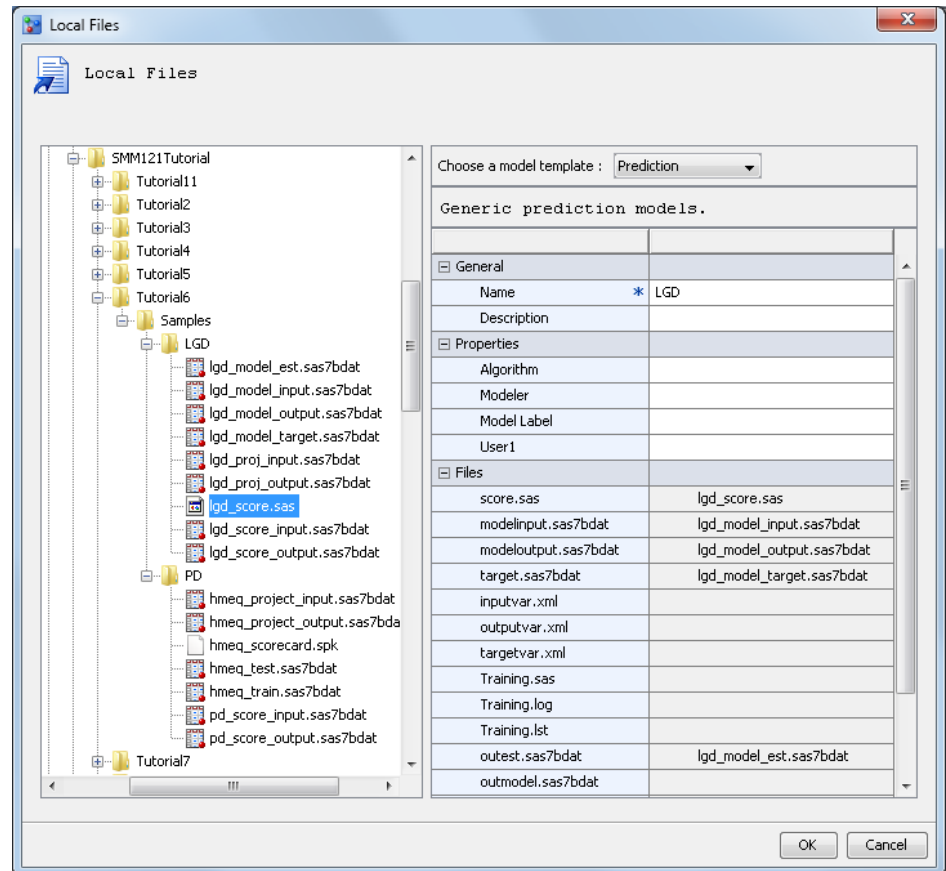 Local Files
Local Files
SMM121Tutorial
Tutorial11
Tutorial2
Tutorial3
Tutorial4
Tutorial5
Tutorial6
Samples
LGD
lgd_model_est.sas7bdat
lgd_model_input.sas7bdat
lgd_model_output.sas7bdat
lgd_model_target.sas7bdat
lgd_proj_input.sas7bdat
lgd_proj_output.sas7bdat
lgd_score.sas
lgd_score_input.sas7bdat
lgd_score_output.sas7bdat
PD
hmeq_project_input.sas7bdat
hmeq_project_output.sas7bda
hmeq_scorecard.spk
hmeq_test.sas7bdat
hmeq_train.sas7bdat
pd_score_input.sas7bdat
pd_score_output.sas7bdat
Tutorial7
Choose a model template : Prediction
Generic prediction models.
General
Name * LGD
Description
Properties
Algorithm
Modeler
Model Label
User1
Files
score.sas lgd_score.sas
modelinput.sas7bdat lgd_model_input.sas7bdat
modeloutput.sas7bdat lgd_model_output.sas7bdat
target.sas7bdat lgd_model_target.sas7bdat
inputvar.xml
outputvar.xml
targetvar.xml
Training.sas
Training.log
Training.lst
outest.sas7bdat lgd_model_est.sas7bdat
outmodel.sas7bdat
OK Cancel